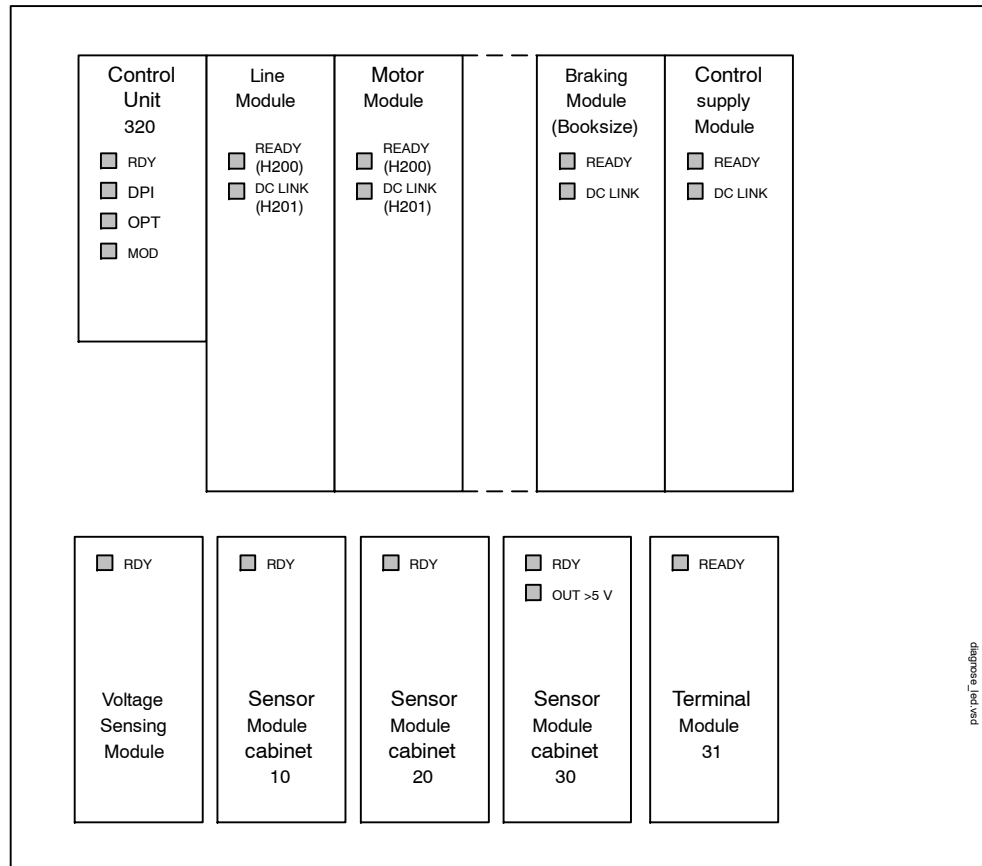 Control
Unit
320
RDY
DPI
OPT
MOD
Line
Module
READY
(H200)
DC LINK
(H201)
Motor
Module
READY
(H200)
DC LINK
(H201)
Braking
Module
(Booksize)
READY
DC LINK
Control
supply
Module
READY
DC LINK
RDY
Voltage
Sensing
Module
RDY
Sensor
Module
cabinet
10
RDY
Sensor
Module
cabinet
20
RDY
OUT >5 V
Sensor
Module
cabinet
30
READY
Terminal
Module
31
diagnose_led.vsd